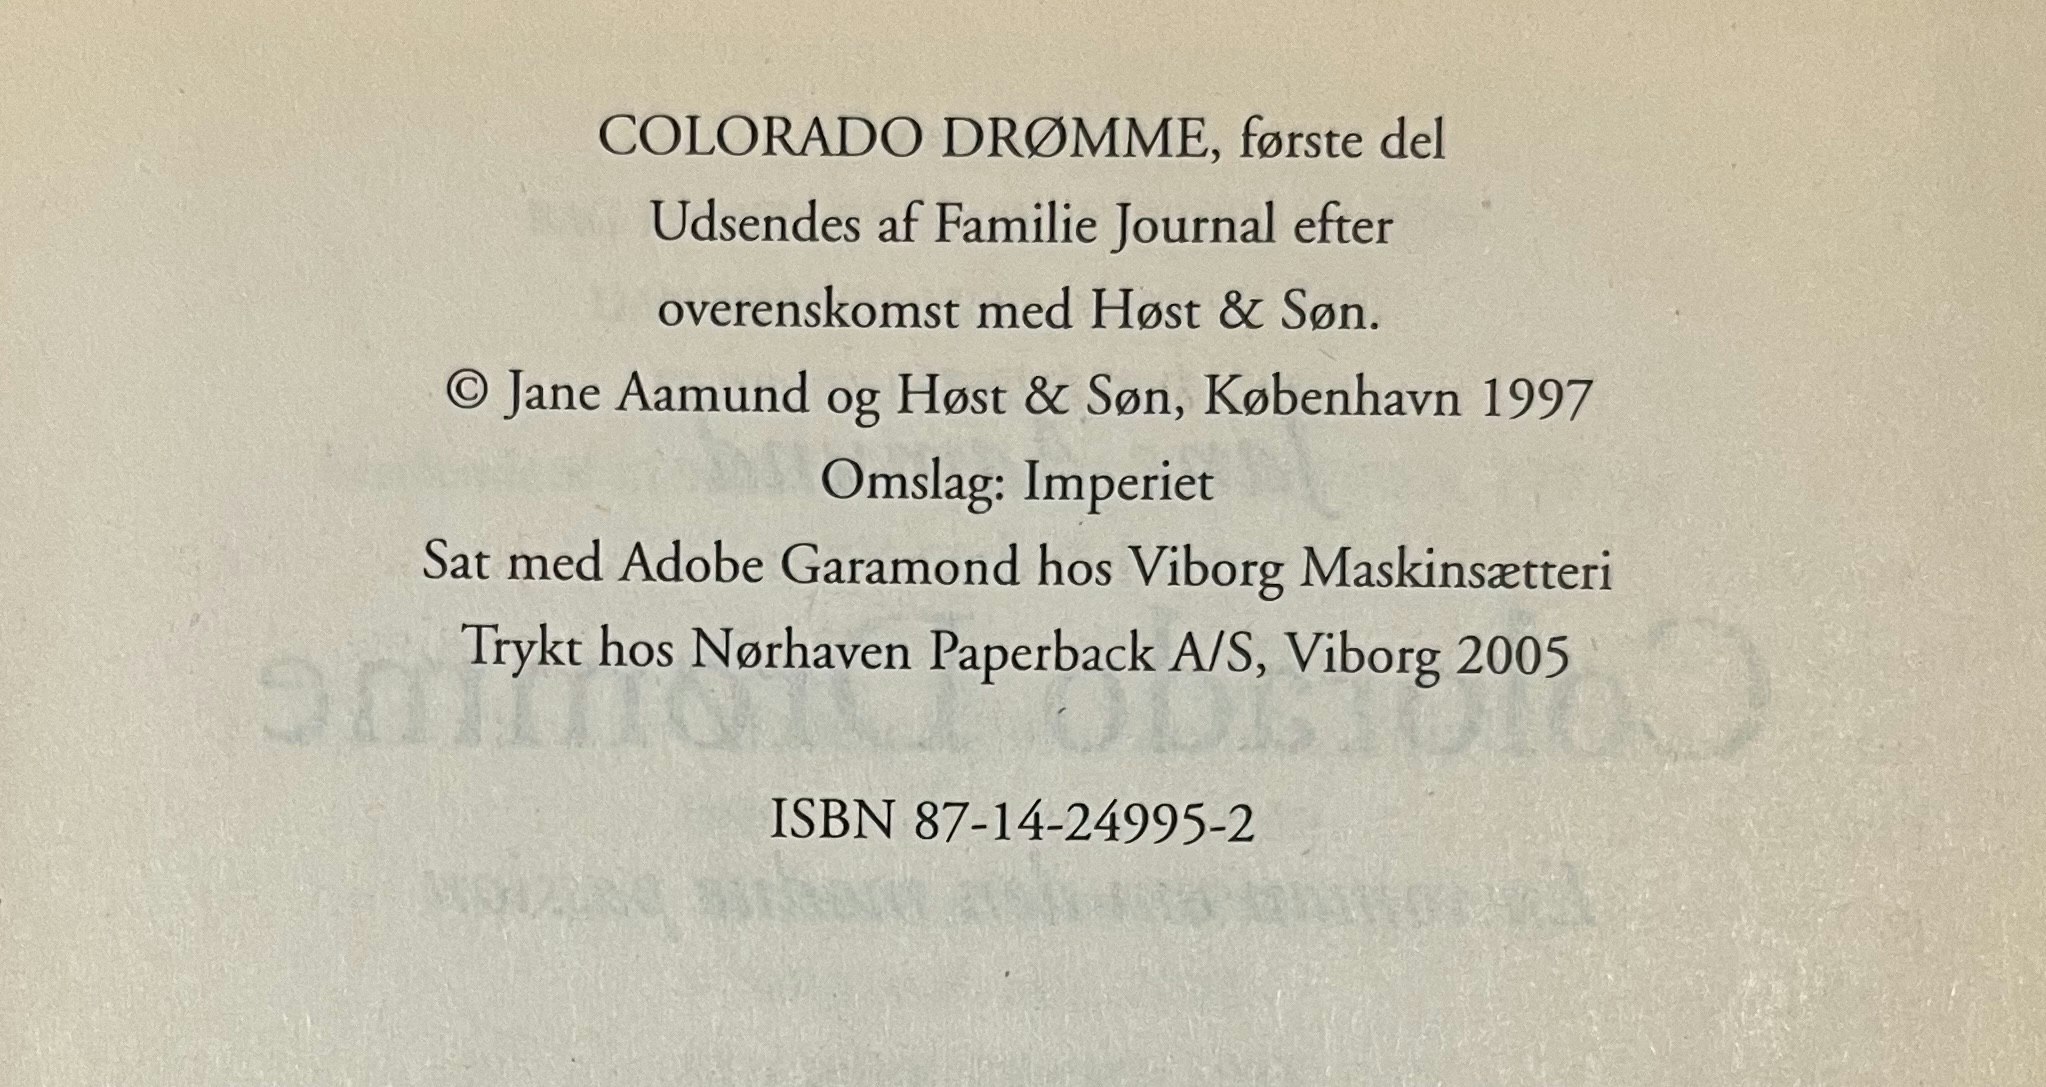 COLORADO DRØMME, første del
Udsendes af Familie Journal efter
overenskomst med Høst & Søn.
© Jane Aamund og Høst & Søn, København 1997
Omslag: Imperiet
Sat med Adobe Garamond hos Viborg Maskinsætteri
Trykt hos Nørhaven Paperback A/S, Viborg 2005
ISBN 87-14-24995-2